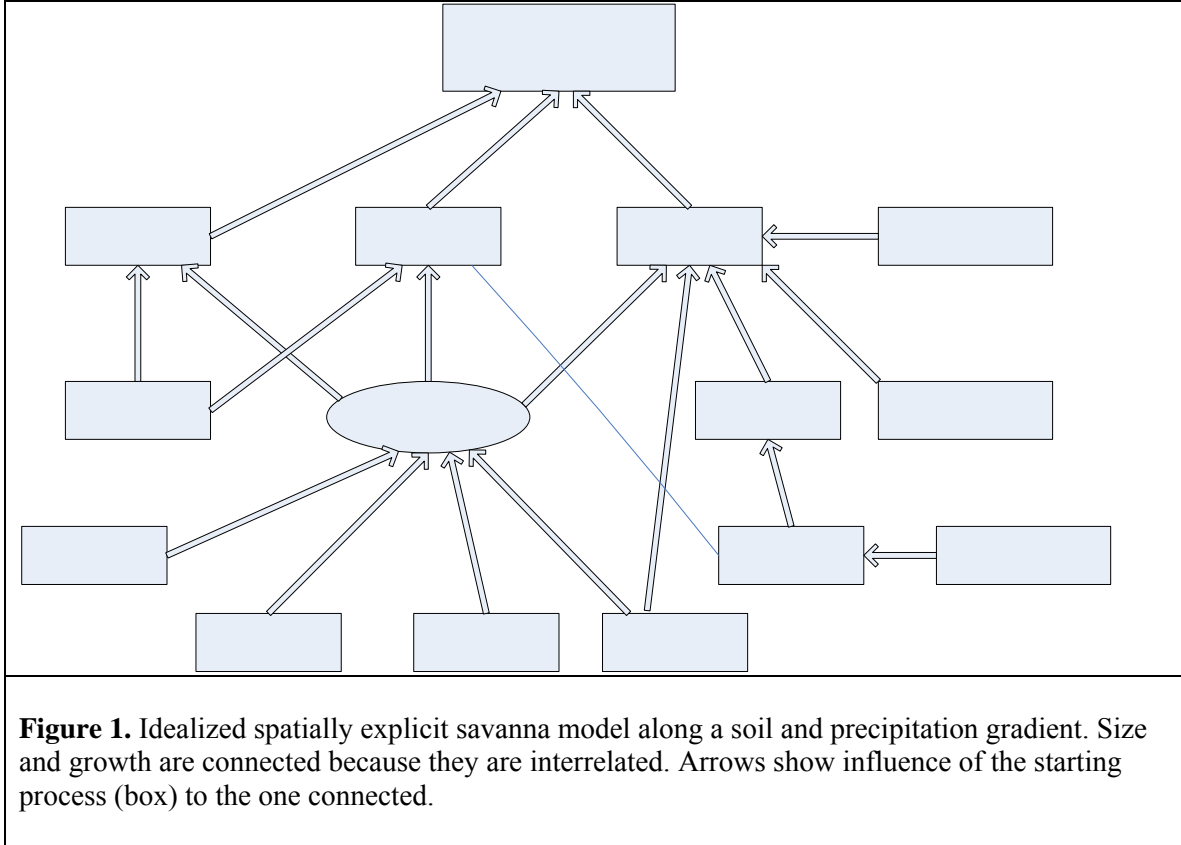 Figure 1. Idealized spatially explicit savanna model along a soil and precipitation gradient. Size
and growth are connected because they are interrelated. Arrows show influence of the starting
process (box) to the one connected.